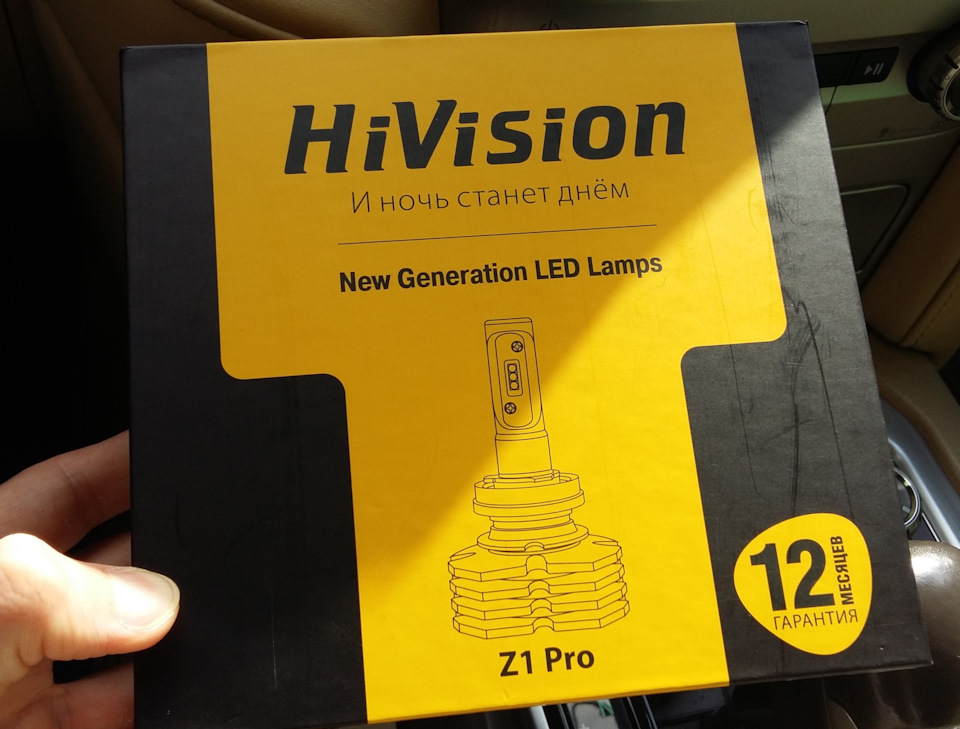 HiVision
И ночь станет днём
New Generation LED Lamps
Z1 Pro
12 МЕСЯЦЕВ
ГАРАНТИЯ